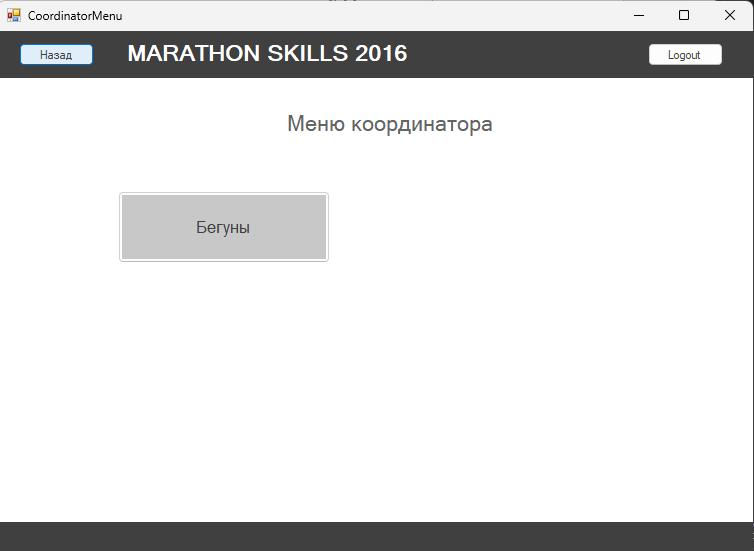 CoordinatorMenu
Назад
MARATHON SKILLS 2016
Logout
Меню координатора
Бегуны